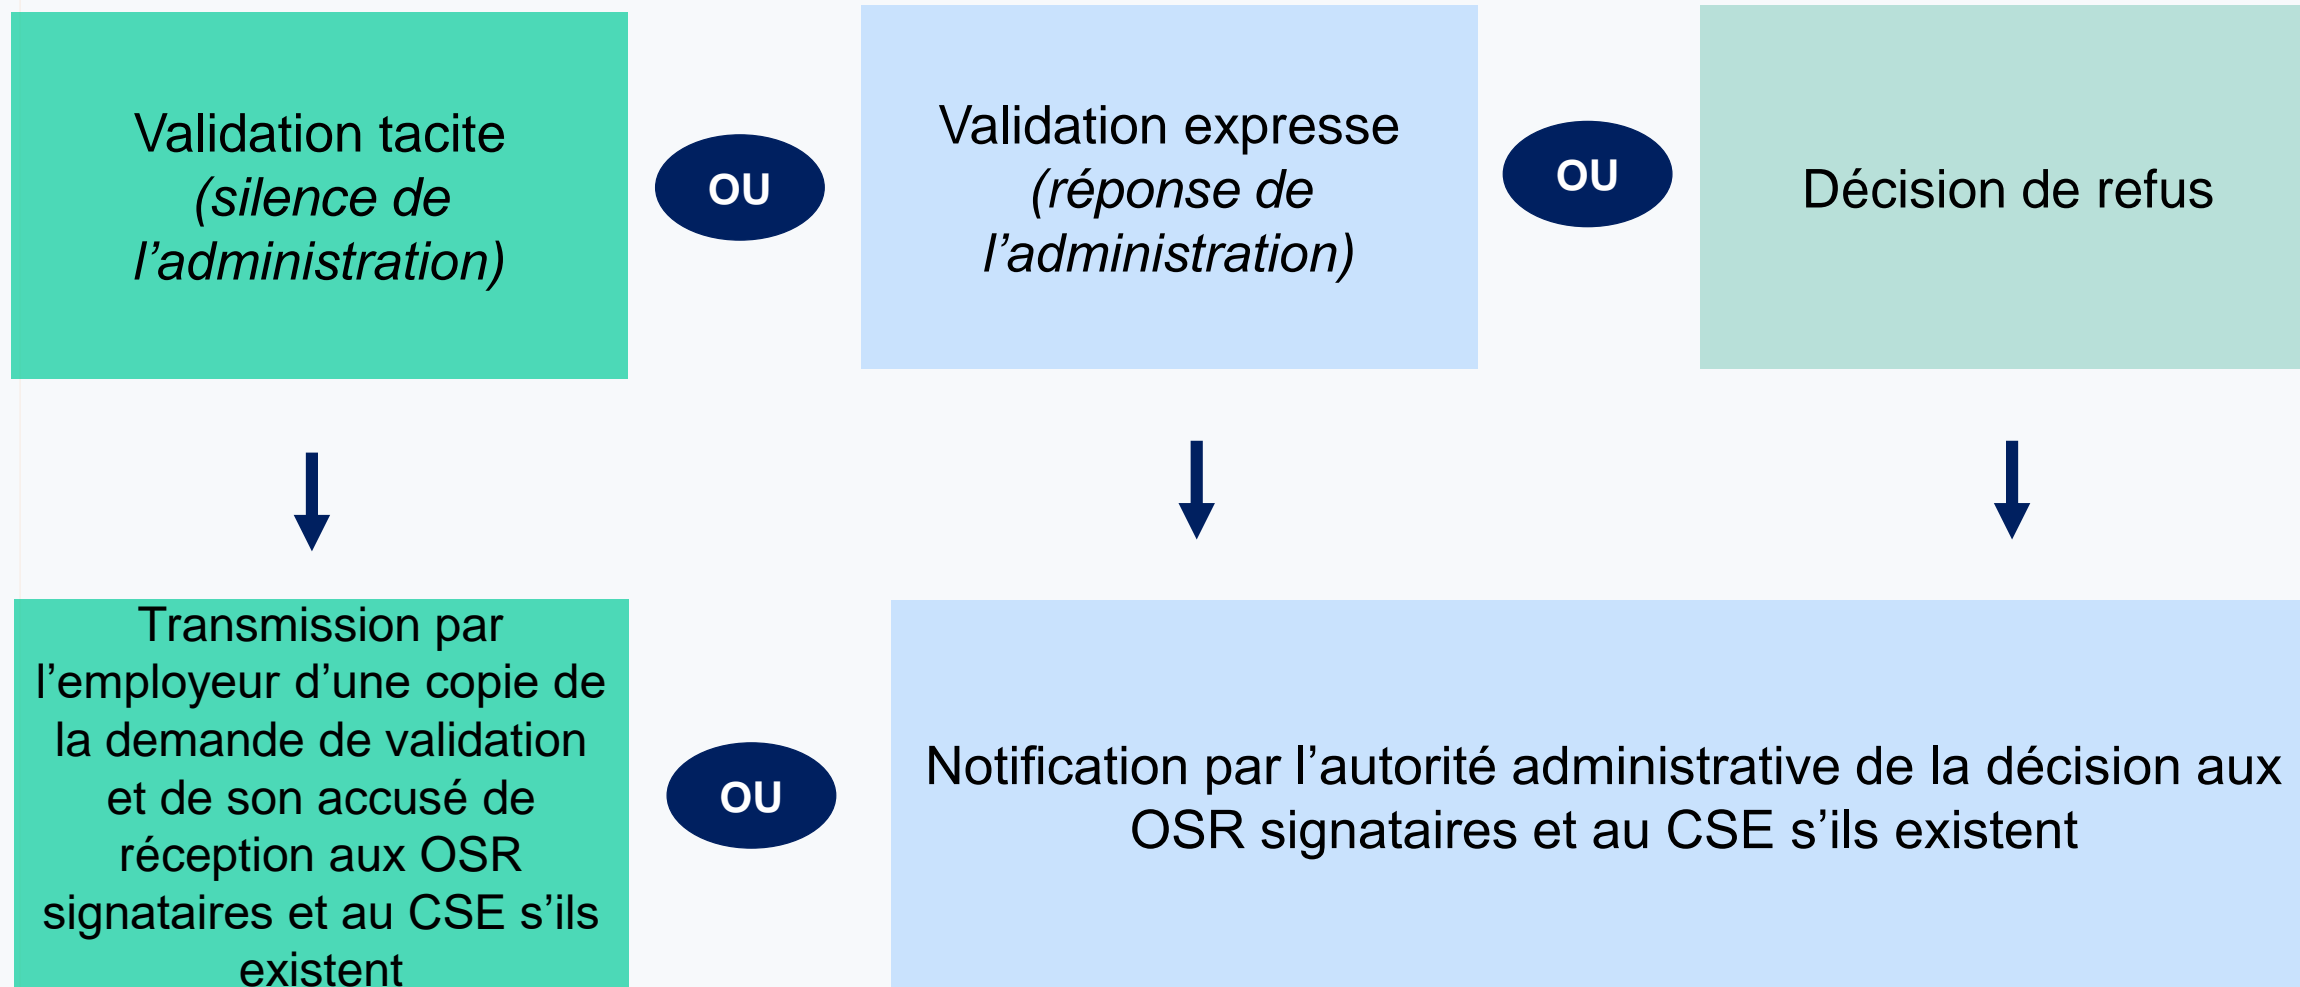 Validation tacite
(silence de
l’administration)
OU
Validation expresse
(réponse de
l’administration)
OU
Décision de refus
Transmission par
l’employeur d’une copie de
la demande de validation
et de son accusé de
réception aux OSR
signataires et au CSE s’ils
existent
OU
Notification par l’autorité administrative de la décision aux
OSR signataires et au CSE s’ils existent